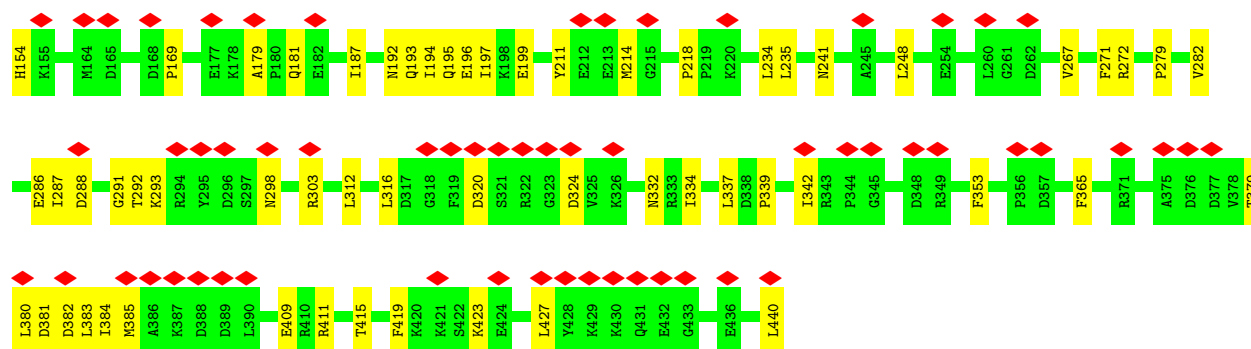 H154 K155 M164 D165 D168 P169 E177 K178 A179 P180 Q181 E182 I187 N192 Q193 I194 Q195 E196 I197 K198 E199 Y211 E212 E213 M214 G215 P218 P219 K220 L234 L235 N241 A245 L248 E254 L260 G261 D262 V267 F271 R272 P279 V282
E286 I287 D288 G291 T292 K293 R294 Y295 D296 S297 N298 R303 L312 L316 D317 G318 F319 D320 S321 R322 G323 D324 V325 K326 N332 R333 I334 L337 D338 P339 I342 R343 P344 G345 D348 R349 F353 P356 D357 F365 R371 A375 D376 D377 V378 T379
L380 D381 D382 L383 I384 M385 A386 K387 D388 D389 L390 E409 R410 R411 T415 F419 K420 K421 S422 K423 E424 L427 Y428 K429 K430 Q431 E432 G433 E436 L440